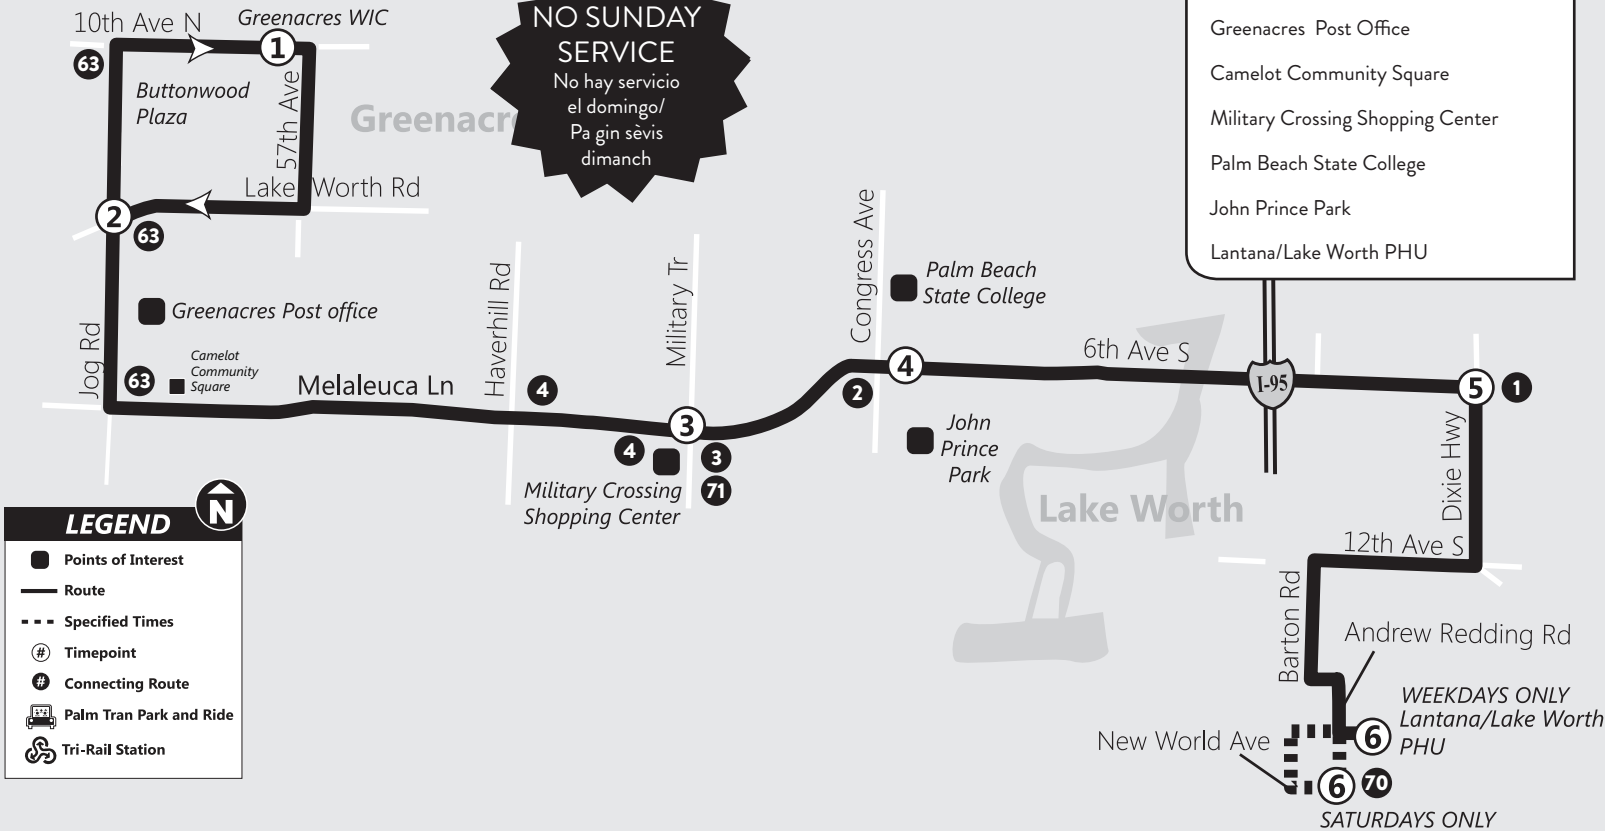 10th Ave N
Greenacres WIC
1
63
Buttonwood
Plaza
57th Ave
Greenacre
Lake Worth Rd
2
63
NO SUNDAY
SERVICE
No hay servicio
el domingo/
Pa gin sèvis
dimanch
Greenacres Post Office
Camelot Community Square
Military Crossing Shopping Center
Palm Beach State College
John Prince Park
Lantana/Lake Worth PHU
Greenacres Post office
Jog Rd
63
Camelot
Community
Square
Melaleuca Ln
Haverhill Rd
4
Military Tr
3
4
3
71
Military Crossing
Shopping Center
Congress Ave
Palm Beach
State College
4
2
John
Prince
Park
6th Ave S
I-95
5
1
Lake Worth
Dixie Hwy
12th Ave S
Barton Rd
Andrew Redding Rd
WEEKDAYS ONLY
Lantana/Lake Worth
PHU
6
New World Ave
6
70
SATURDAYS ONLY
N
LEGEND
Points of Interest
Route
Specified Times
# Timepoint
# Connecting Route
Palm Tran Park and Ride
Tri-Rail Station